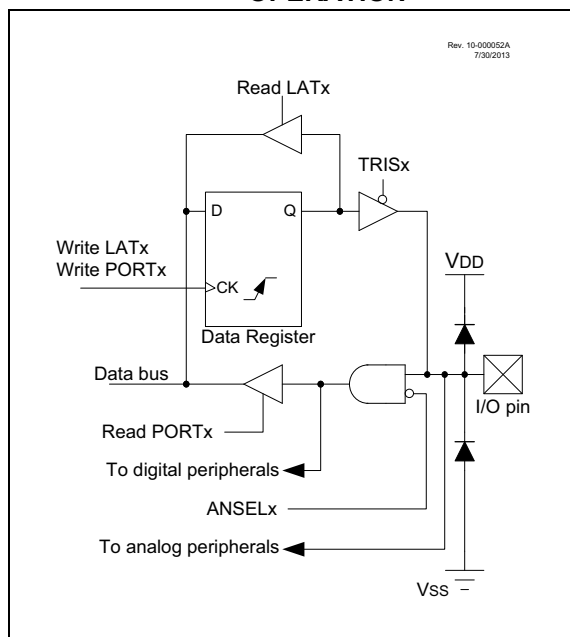 OPERATION
Rev. 10-000052A
7/30/2013
Read LATx
TRISx
D
Q
Write LATx
Write PORTx
CK
VDD
Data Register
Data bus
I/O pin
Read PORTx
To digital peripherals
ANSELx
To analog peripherals
VSS